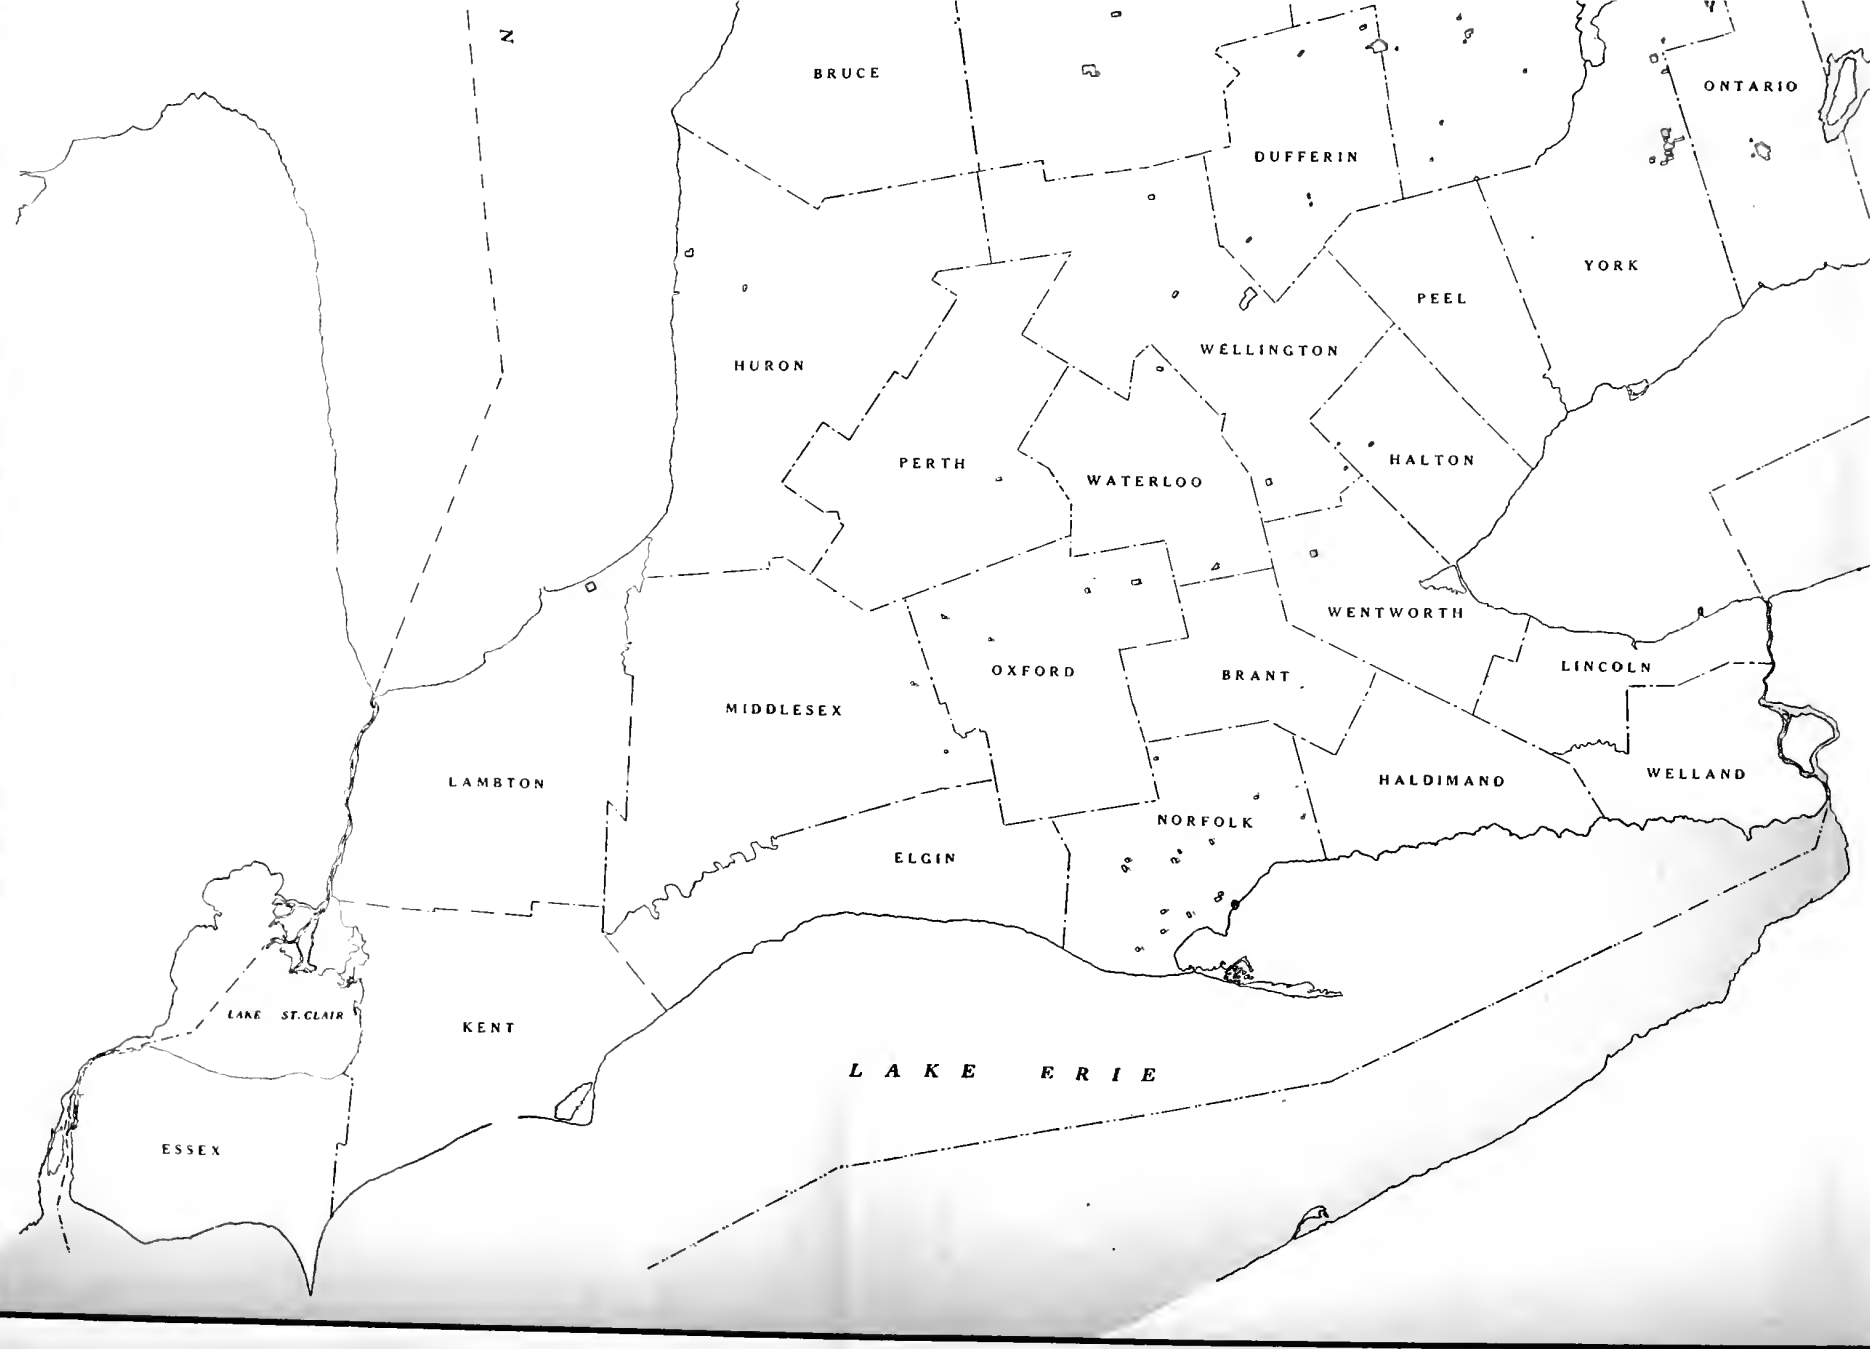 N
BRUCE
ONTARIO
DUFFERIN
YORK
PEEL
WELLINGTON
HURON
PERTH
HALTON
WATERLOO
WENTWORTH
LINCOLN
OXFORD
BRANT
MIDDLESEX
WELLAND
HALDIMAND
LAMBTON
NORFOLK
ELGIN
LAKE ST. CLAIR
KENT
LAKE ERIE
ESSEX